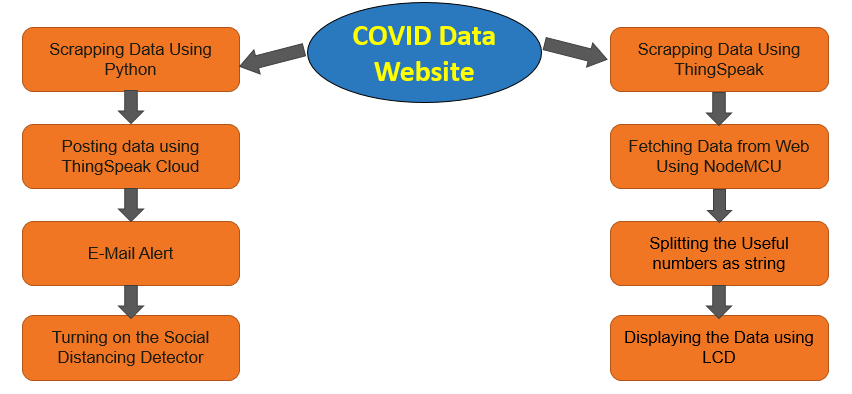 COVID Data
Website
Scrapping Data Using
Python
Posting data using
ThingSpeak Cloud
E-Mail Alert
Turning on the Social
Distancing Detector
Scrapping Data Using
ThingSpeak
Fetching Data from Web
Using NodeMCU
Splitting the Useful
numbers as string
Displaying the Data using
LCD